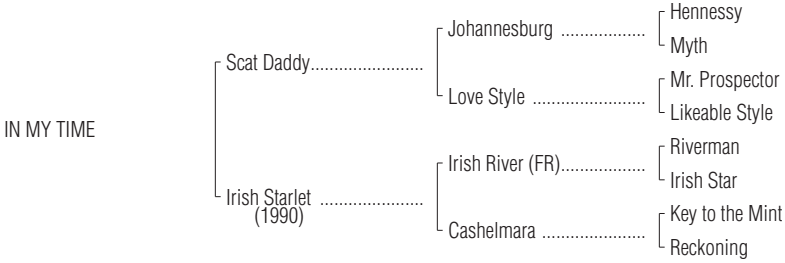 Hennessy
Johannesburg ...................
Myth
Scat Daddy.........................
Mr. Prospector
Love Style .........................
Likeable Style
IN MY TIME
Riverman
Irish River (FR)...................
Irish Star
Irish Starlet .......................
(1990)
Key to the Mint
Cashelmara .......................
Reckoning